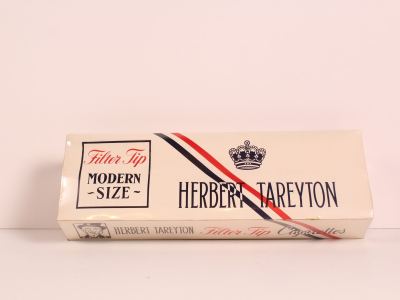 Filter Tip
MODERN
~SIZE~
HERBERT TAREYTON
HERBERT TAREYTON Filter Tip Cigarettes